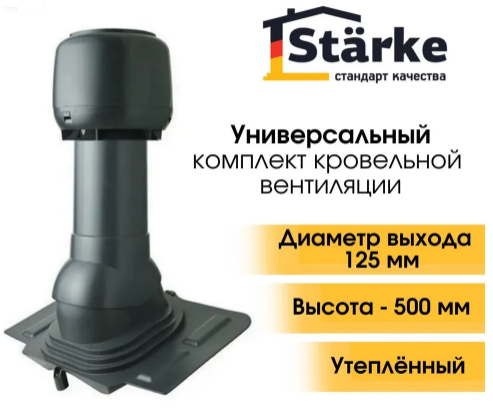 Stärke
стандарт качества
Универсальный
комплект кровельной
вентиляции
Диаметр выхода
125 мм
Высота - 500 мм
Утеплённый